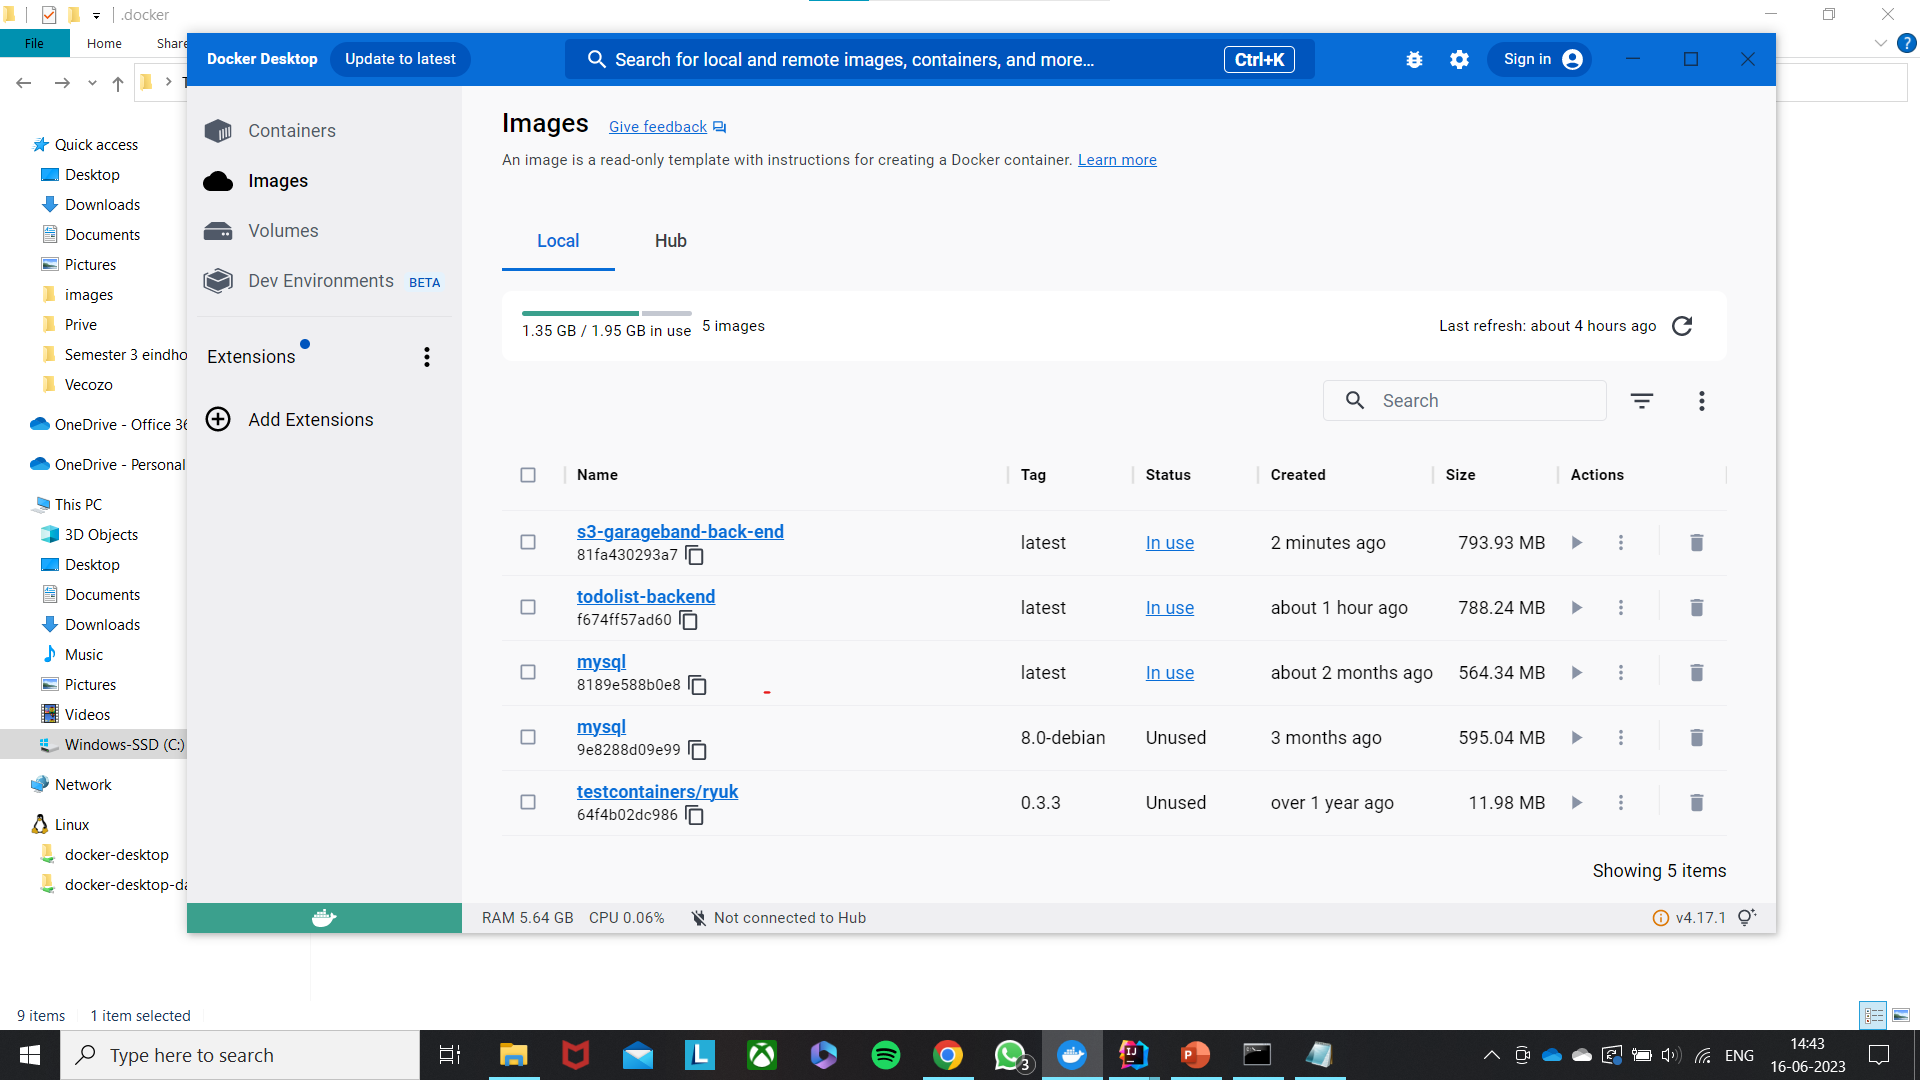 .docker
File
Home
Share
?
Quick access
Desktop
Downloads
Documents
Pictures
images
Prive
Semester 3 eindho
Vecozo
OneDrive - Office 36
OneDrive - Personal
This PC
3D Objects
Desktop
Documents
Downloads
Music
Pictures
Videos
Windows-SSD (C:)
Network
Linux
docker-desktop
docker-desktop-da
9 items
1 item selected
Docker Desktop
Update to latest
Search for local and remote images, containers, and more...
Ctrl+K
Sign in
Containers
Images
Volumes
Dev Environments BETA
Extensions
Add Extensions
Images
Give feedback
An image is a read-only template with instructions for creating a Docker container. Learn more
Local
Hub
1.35 GB / 1.95 GB in use
5 images
Last refresh: about 4 hours ago
Search
Name Tag Status Created Size Actions
s3-garageband-back-end
81fa430293a7
latest In use 2 minutes ago 793.93 MB
todolist-backend
f674ff57ad60
latest In use about 1 hour ago 788.24 MB
mysql
8189e588b0e8
latest In use about 2 months ago 564.34 MB
mysql
9e8288d09e99
8.0-debian Unused 3 months ago 595.04 MB
testcontainers/ryuk
64f4b02dc986
0.3.3 Unused over 1 year ago 11.98 MB
Showing 5 items
RAM 5.64 GB CPU 0.06% Not connected to Hub
v4.17.1
Type here to search
L
3
IJ
P
ENG
14:43
16-06-2023